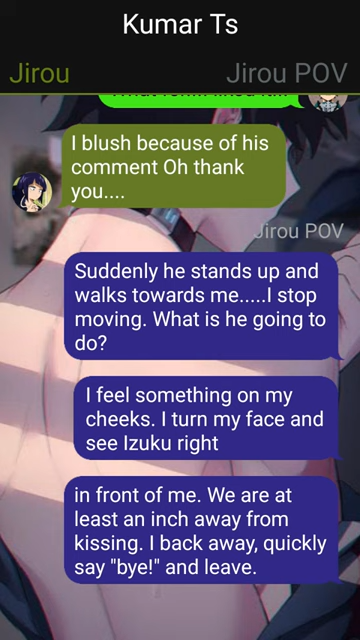 Kumar Ts
Jirou
Jirou POV
I blush because of his
comment Oh thank
you....
Jirou POV
Suddenly he stands up and
walks towards me.....I stop
moving. What is he going to
do?
I feel something on my
cheeks. I turn my face and
see Izuku right
in front of me. We are at
least an inch away from
kissing. I back away, quickly
say "bye!" and leave.